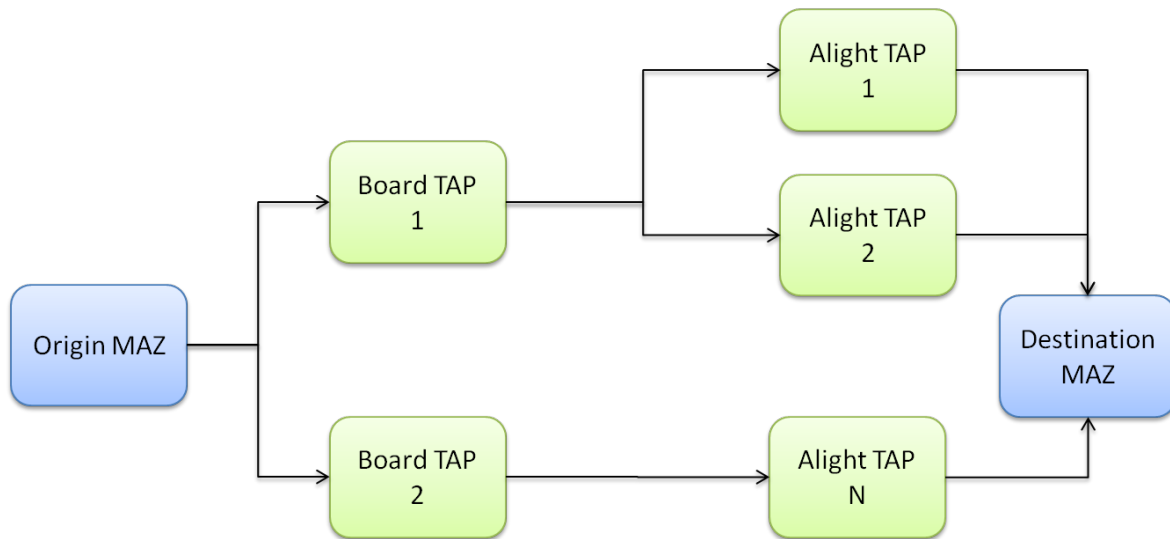 Origin MAZ
Board TAP
1
Board TAP
2
Alight TAP
1
Alight TAP
2
Alight TAP
N
Destination
MAZ